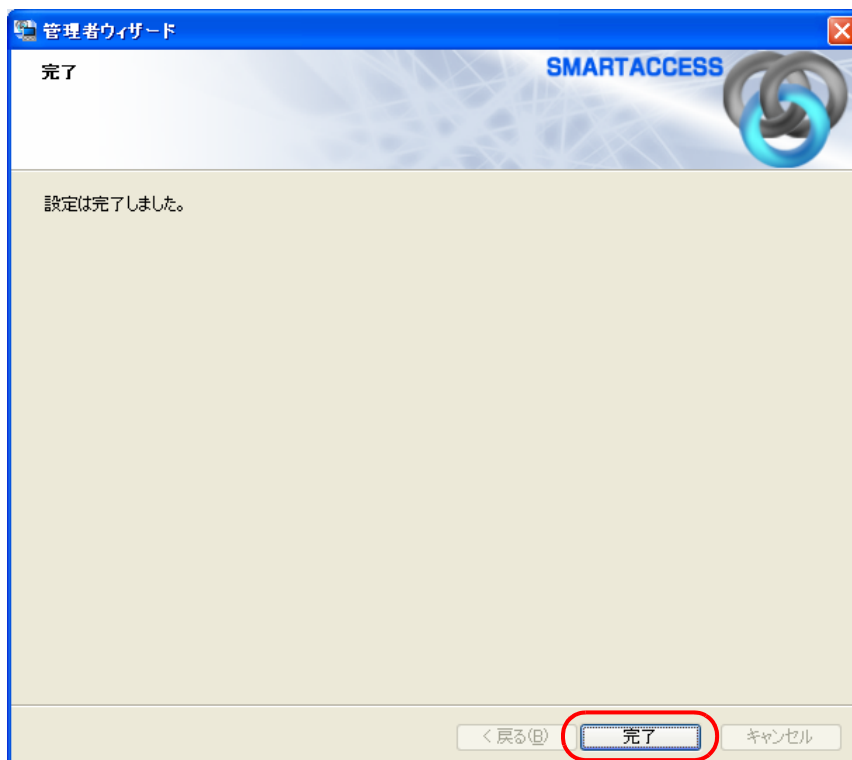 管理者ウィザード
完了
SMARTACCESS
設定は完了しました。
< 戻る(B)
完了
キャンセル